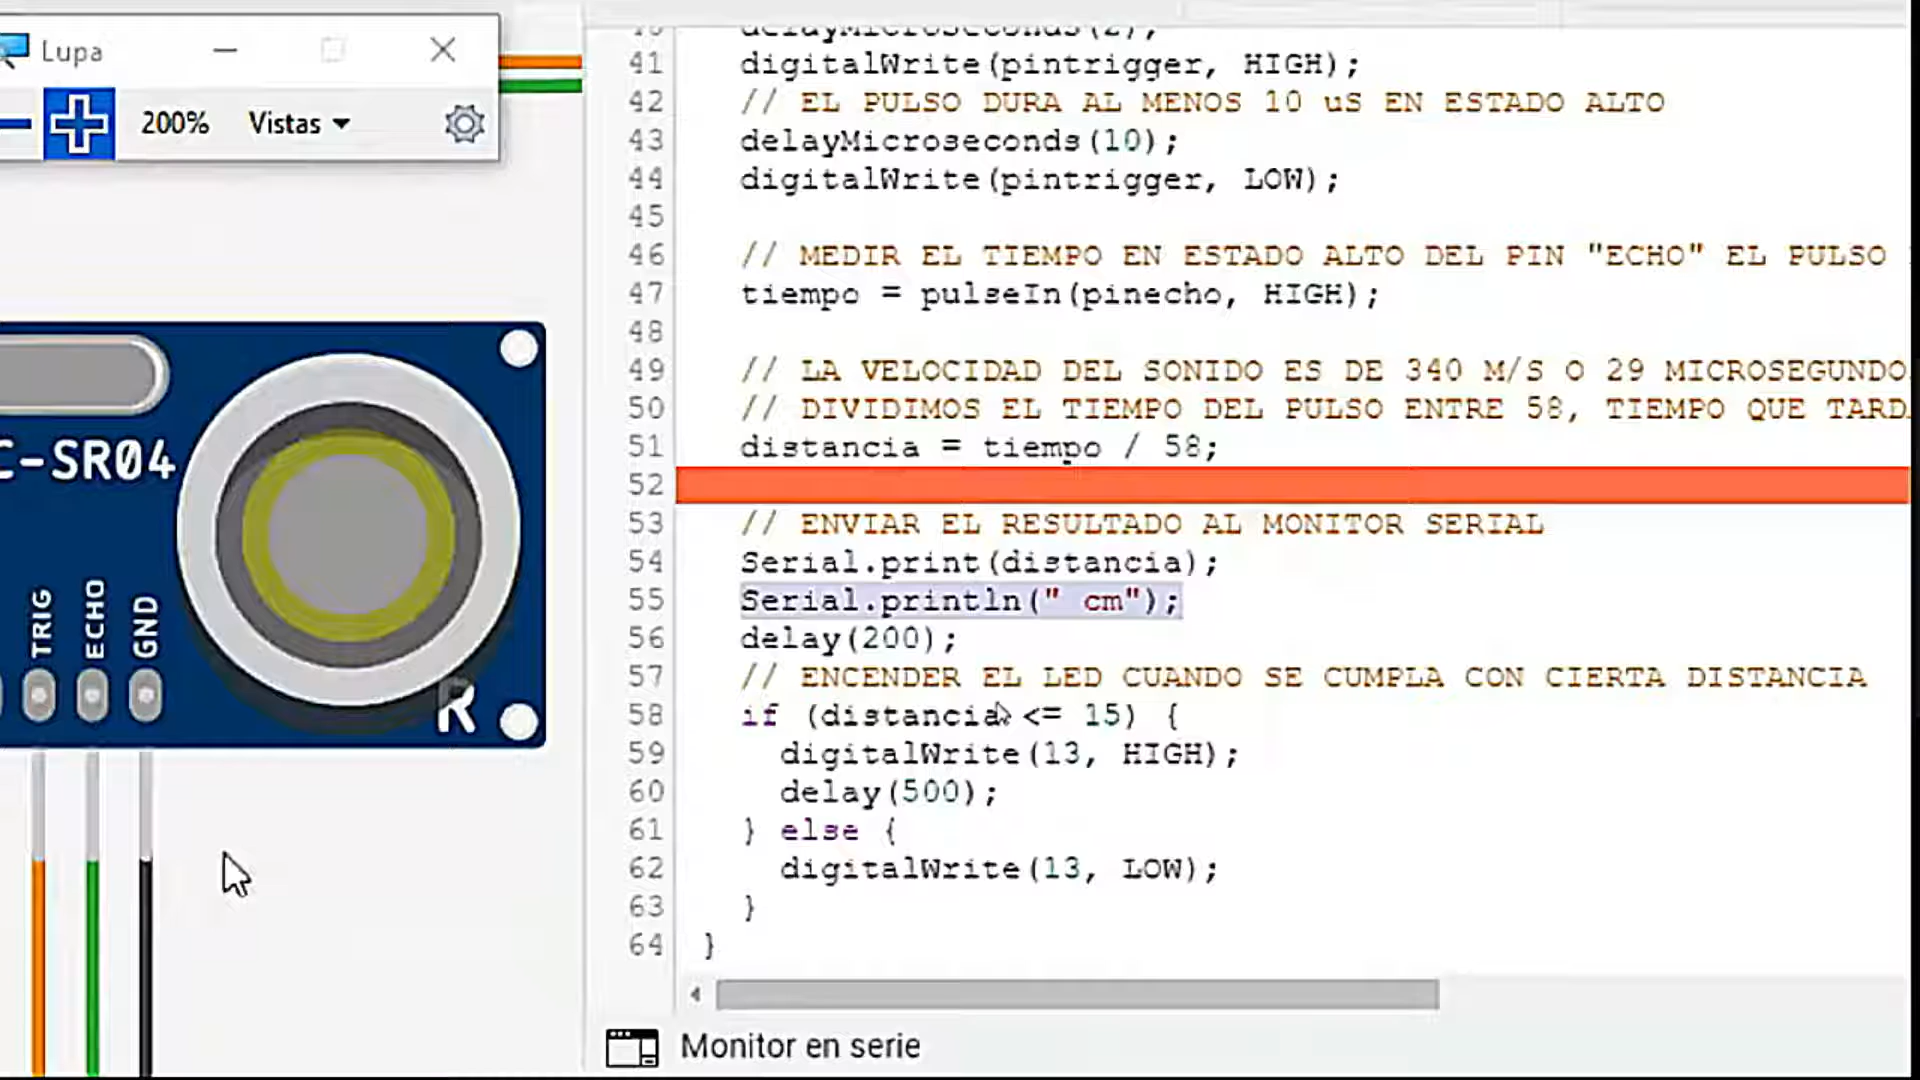 Lupa
200% Vistas
C-SR04
TRIG
ECHO
GND
R
delayMicroseconds(2);
41 digitalWrite(pintrigger, HIGH);
42 // EL PULSO DURA AL MENOS 10 uS EN ESTADO ALTO
43 delayMicroseconds(10);
44 digitalWrite(pintrigger, LOW);
45
46 // MEDIR EL TIEMPO EN ESTADO ALTO DEL PIN "ECHO" EL PULSO
47 tiempo = pulseIn(pinecho, HIGH);
48
49 // LA VELOCIDAD DEL SONIDO ES DE 340 M/S O 29 MICROSEGUNDO
50 // DIVIDIMOS EL TIEMPO DEL PULSO ENTRE 58, TIEMPO QUE TARD
51 distancia = tiempo / 58;
52
53 // ENVIAR EL RESULTADO AL MONITOR SERIAL
54 Serial.print(distancia);
55 Serial.println(" cm");
56 delay(200);
57 // ENCENDER EL LED CUANDO SE CUMPLA CON CIERTA DISTANCIA
58 if (distancia <= 15) {
59 digitalWrite(13, HIGH);
60 delay(500);
61 } else {
62 digitalWrite(13, LOW);
63 }
64 }
Monitor en serie